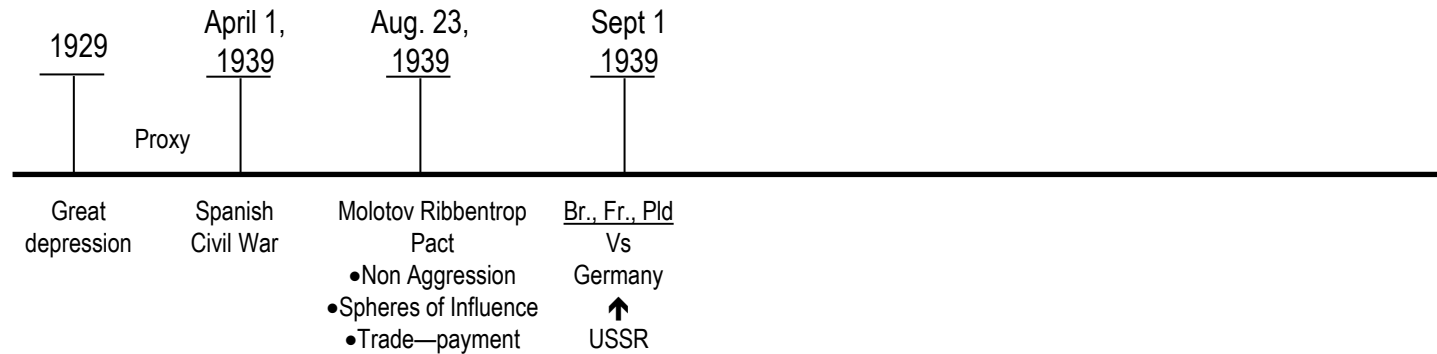 1929
April 1,
1939
Aug. 23,
1939
Sept 1
1939
Proxy
Great
depression
Spanish
Civil War
Molotov Ribbentrop
Pact
•Non Aggression
•Spheres of Influence
•Trade—payment
Br., Fr., Pld
Vs
Germany
🡹
USSR